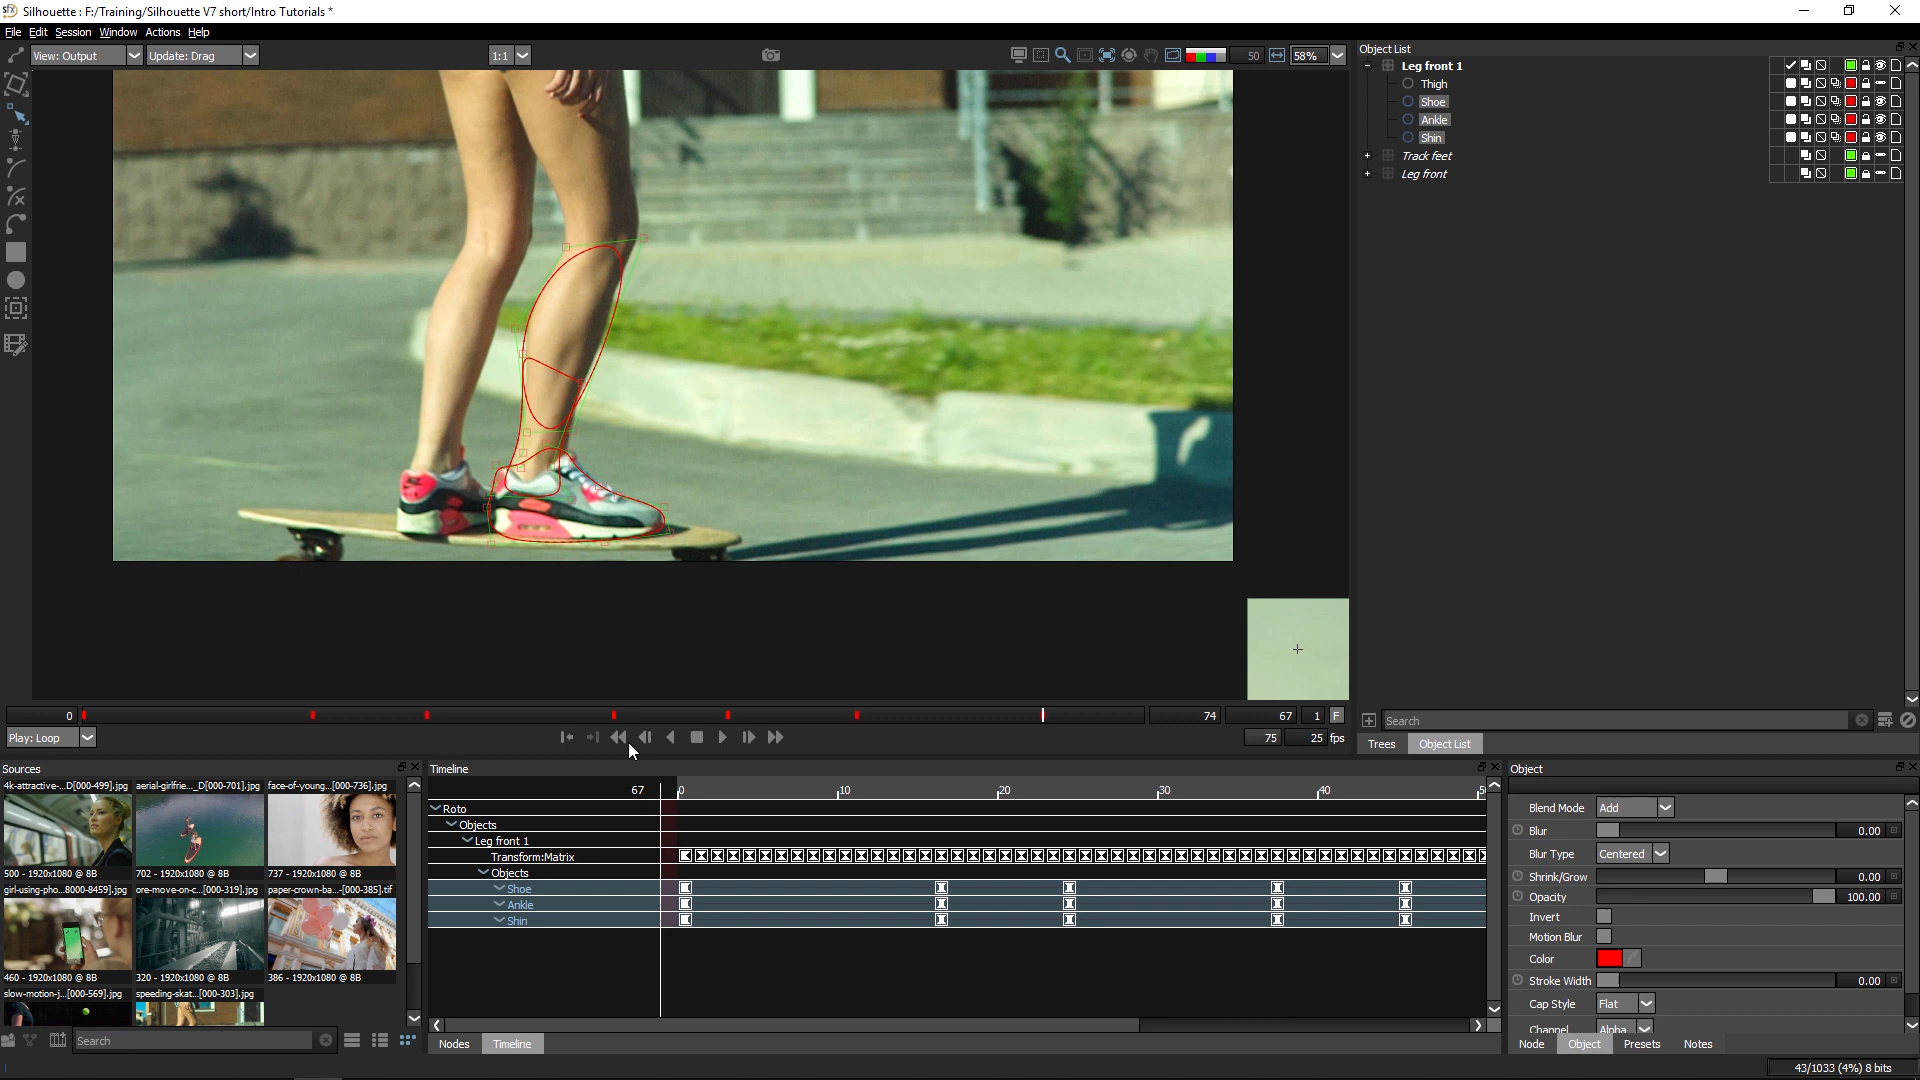 Silhouette : F:/Training/Silhouette V7 short/Intro Tutorials *
File Edit Session Window Actions Help
View: Output Update: Drag 1:1 50 58%
Object List
Leg front 1
Thigh
Shoe
Ankle
Shin
Track feet
Leg front
0 74 67 1 F
Play: Loop 75 25 fps
Search
Trees Object List
Sources
4k-attractive-...D[000-499].jpg aerial-girlfrie..._D[000-701].jpg face-of-young...[000-736].jpg
500 - 1920x1080 @ 8B 702 - 1920x1080 @ 8B 737 - 1920x1080 @ 8B
girl-using-pho...8000-8459].jpg ore-move-on-c...[000-319].jpg paper-crown-ba...-[000-385].tif
460 - 1920x1080 @ 8B 320 - 1920x1080 @ 8B 386 - 1920x1080 @ 8B
slow-motion-j...[000-569].jpg speeding-skat...[000-303].jpg
Search
Timeline
67 0 10 20 30 40
Roto
Objects
Leg front 1
Transform:Matrix
Objects
Shoe
Ankle
Shin
Nodes Timeline
Object
Blend Mode Add
Blur 0.00
Blur Type Centered
Shrink/Grow 0.00
Opacity 100.00
Invert
Motion Blur
Color
Stroke Width 0.00
Cap Style Flat
Channel Alpha
Node Object Presets Notes
43/1033 (4%) 8 bits